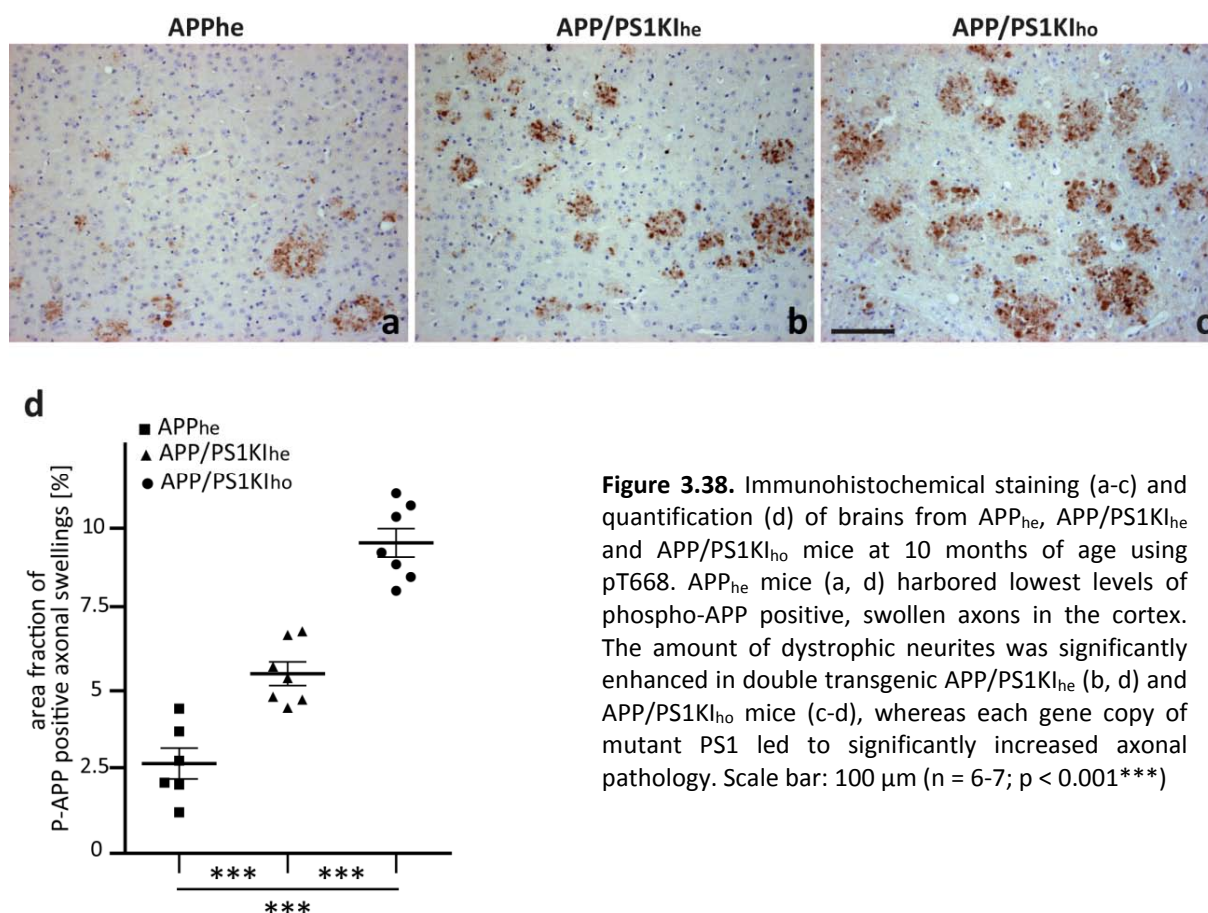 APPhe
APP/PS1KIhe
APP/PS1KIho
a
b
c
d
APPhe
APP/PS1KIhe
APP/PS1KIho
area fraction of
P-APP positive axonal swellings [%]
10
7.5
5
2.5
0
*** ***
***
Figure 3.38. Immunohistochemical staining (a-c) and
quantification (d) of brains from APPhe, APP/PS1KIhe
and APP/PS1KIho mice at 10 months of age using
pT668. APPhe mice (a, d) harbored lowest levels of
phospho-APP positive, swollen axons in the cortex.
The amount of dystrophic neurites was significantly
enhanced in double transgenic APP/PS1KIhe (b, d) and
APP/PS1KIho mice (c-d), whereas each gene copy of
mutant PS1 led to significantly increased axonal
pathology. Scale bar: 100 µm (n = 6-7; p < 0.001***)